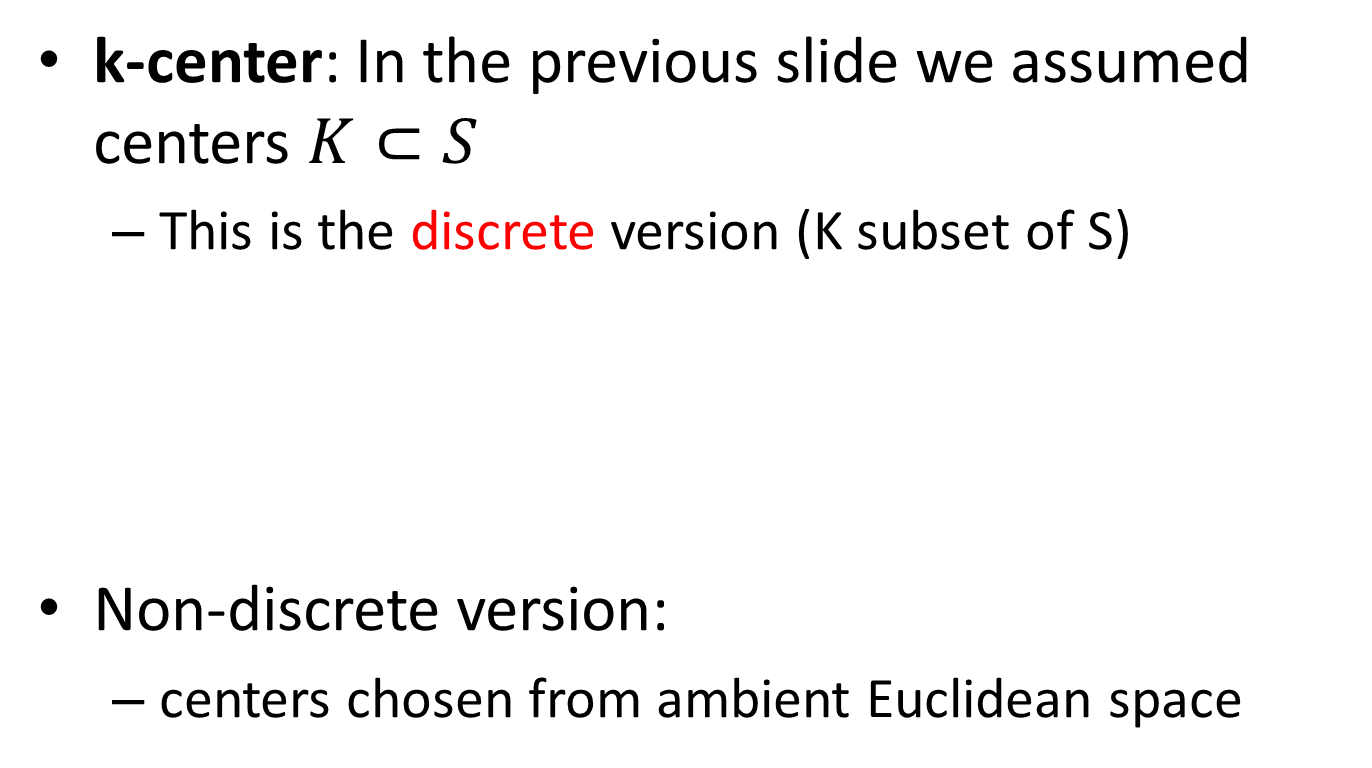 • k-center: In the previous slide we assumed
centers 𝐾 ⊂ 𝑆
– This is the discrete version (K subset of S)
• Non-discrete version:
– centers chosen from ambient Euclidean space